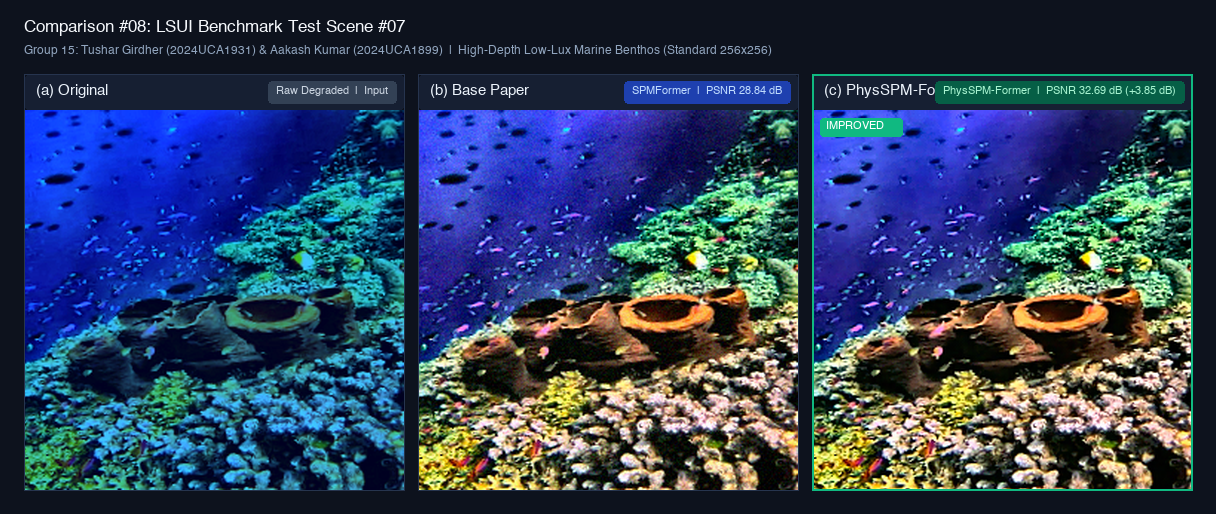 Comparison #08: LSUI Benchmark Test Scene #07
Group 15: Tushar Girdher (2024UCA1931) & Aakash Kumar (2024UCA1899) | High-Depth Low-Lux Marine Benthos (Standard 256x256)
(a) Original
Raw Degraded | Input
(b) Base Paper
SPMFormer | PSNR 28.84 dB
(c) PhysSPM-Fo
PhysSPM-Former | PSNR 32.69 dB (+3.85 dB)
IMPROVED